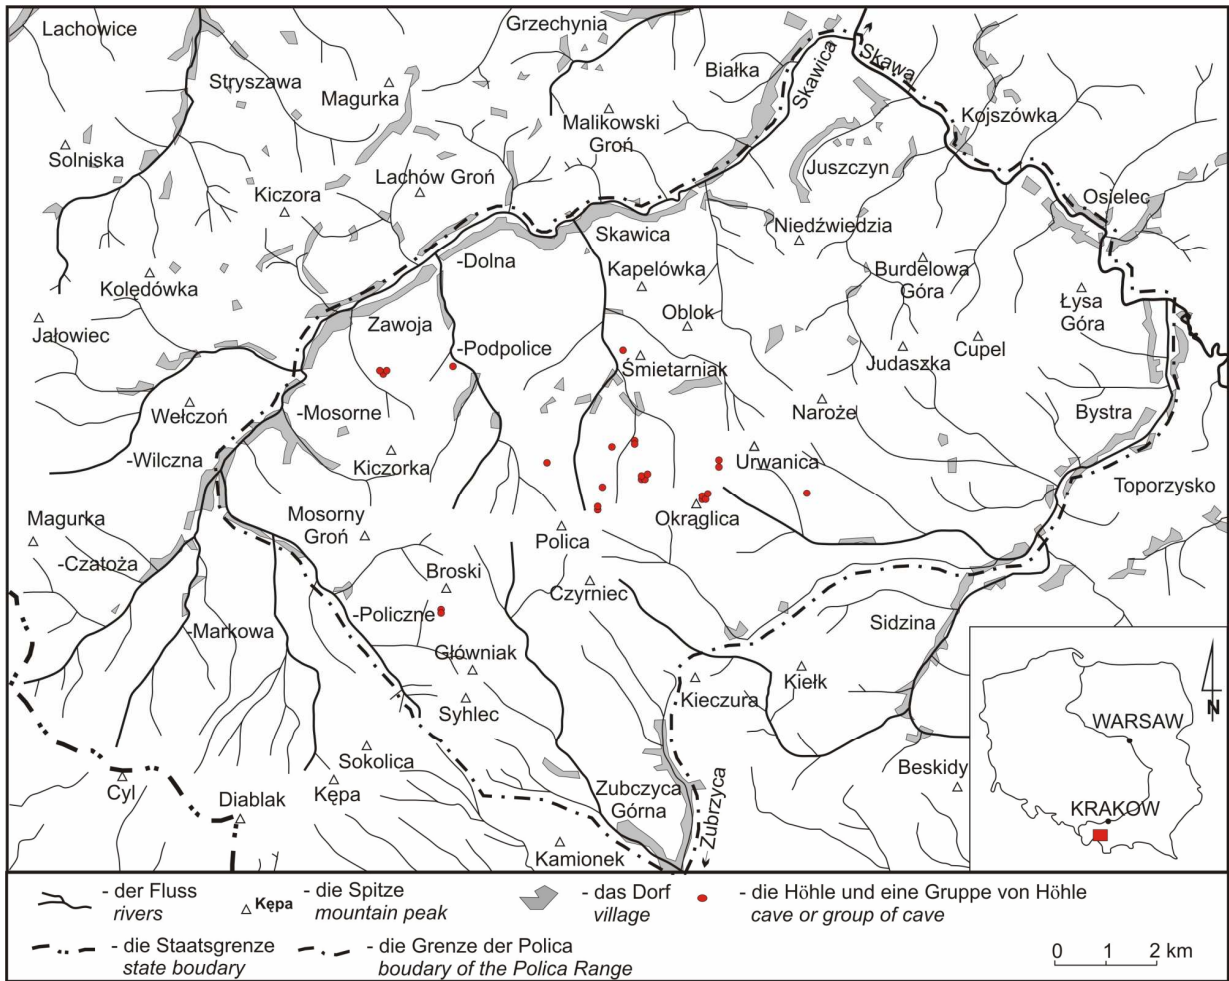 Lachowice
Grzechynia
Stryszawa
Magurka
Białka
Skawica
Skawa
Kojszówka
Malikowski
Groń
Solniska
Juszczyn
Lachów Groń
Kiczora
Osielec
Niedźwiedzia
Skawica
-Dolna
Kapelówka
Burdelowa
Góra
Kolędówka
Łysa
Góra
Oblok
Jałowiec
Zawoja
-Podpolice
Śmietarniak
Judaszka
Cupel
Wełczoń
-Mosorne
Naroże
Bystra
-Wilczna
Kiczorka
Urwanica
Toporzysko
Okrąglica
Magurka
Mosorny
Groń
Polica
-Czatoża
Broski
Czyrniec
-Policzne
Sidzina
-Markowa
Główniak
Kiełk
Kieczura
Syhlec
N
WARSAW
Sokolica
Beskidy
Cyl
Kępa
Diablak
Zubczyca
Górna
Zubrzyca
KRAKOW
Kamionek
- der Fluss
rivers
Kępa
- die Spitze
mountain peak
- das Dorf
village
- die Höhle und eine Gruppe von Höhle
cave or group of cave
- die Staatsgrenze
state boudary
- die Grenze der Polica
boudary of the Polica Range
0 1 2 km